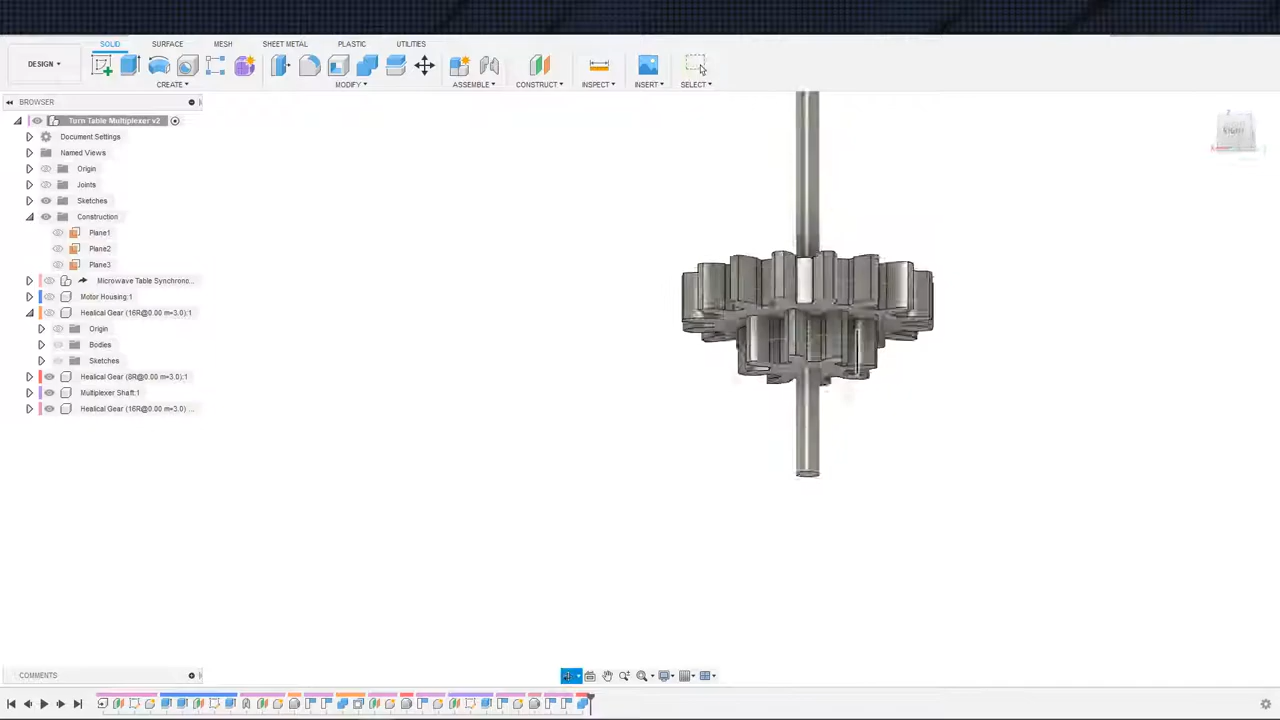 SOLID SURFACE MESH SHEET METAL PLASTIC UTILITIES
DESIGN
CREATE MODIFY ASSEMBLE CONSTRUCT INSPECT INSERT SELECT
BROWSER
Turn Table Multiplexer v2
Document Settings
Named Views
Origin
Joints
Sketches
Construction
Plane1
Plane2
Plane3
Microwave Table Synchrono...
Motor Housing:1
Healical Gear (16R@0.00 m=3.0):1
Origin
Bodies
Sketches
Healical Gear (8R@0.00 m=3.0):1
Multiplexer Shaft:1
Healical Gear (16R@0.00 m=3.0) ...
RIGHT
COMMENTS